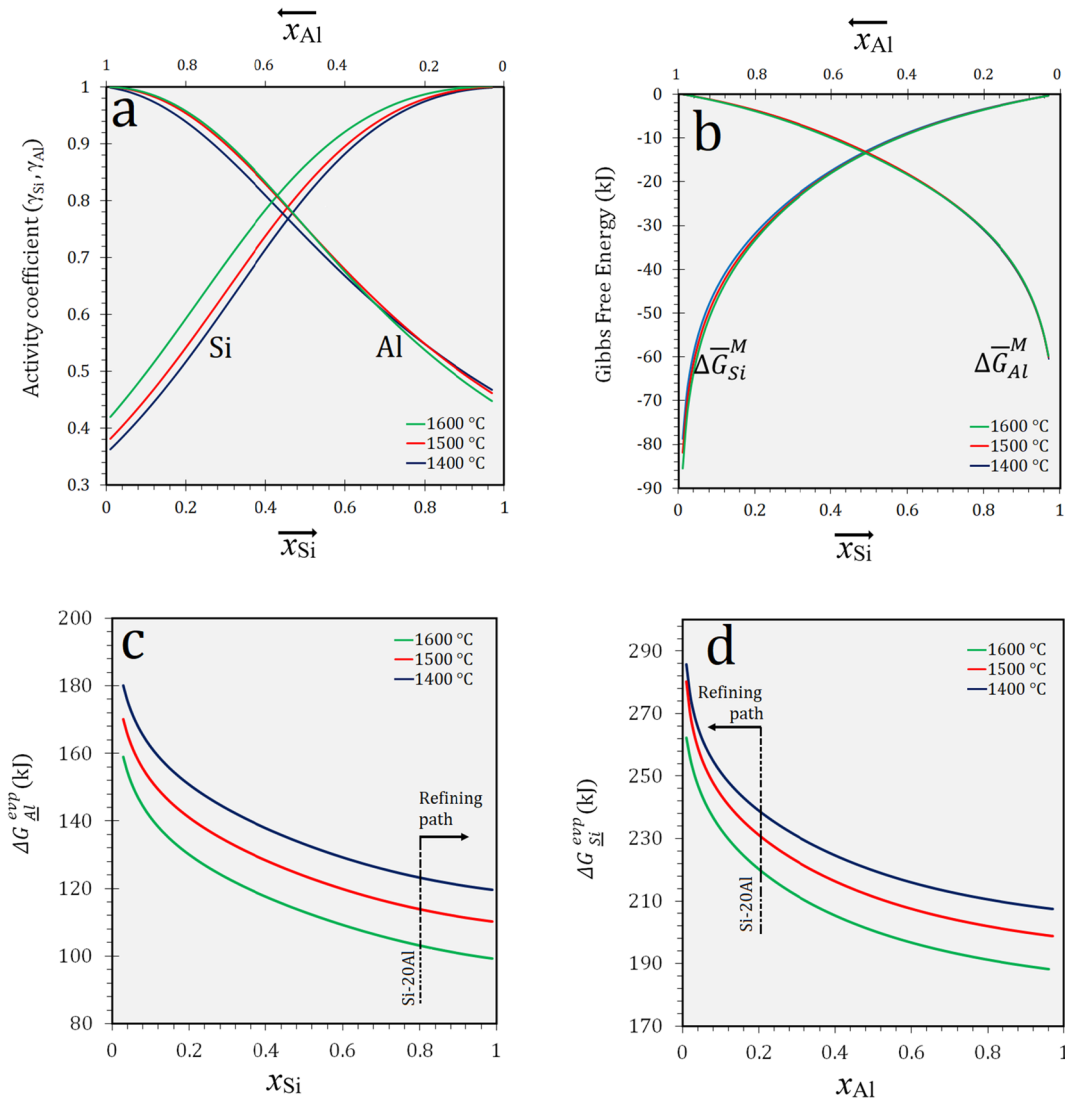 x_Al
1 0.8 0.6 0.4 0.2 0
a
Activity coefficient (γ_Si, γ_Al)
1
0.9
0.8
0.7
0.6
0.5
0.4
0.3
Si
Al
1600 °C
1500 °C
1400 °C
0 0.2 0.4 0.6 0.8 1
x_Si
x_Al
1 0.8 0.6 0.4 0.2 0
b
Gibbs Free Energy (kJ)
0
-10
-20
-30
-40
-50
-60
-70
-80
-90
ΔG̅^M_Si
ΔG̅^M_Al
1600 °C
1500 °C
1400 °C
0 0.2 0.4 0.6 0.8 1
x_Si
c
ΔG^evp_Al (kJ)
200
180
160
140
120
100
80
1600 °C
1500 °C
1400 °C
Refining
path
Si-20Al
0 0.2 0.4 0.6 0.8 1
x_Si
d
ΔG^evp_Si (kJ)
290
270
250
230
210
190
170
1600 °C
1500 °C
1400 °C
Refining
path
Si-20Al
0 0.2 0.4 0.6 0.8 1
x_Al